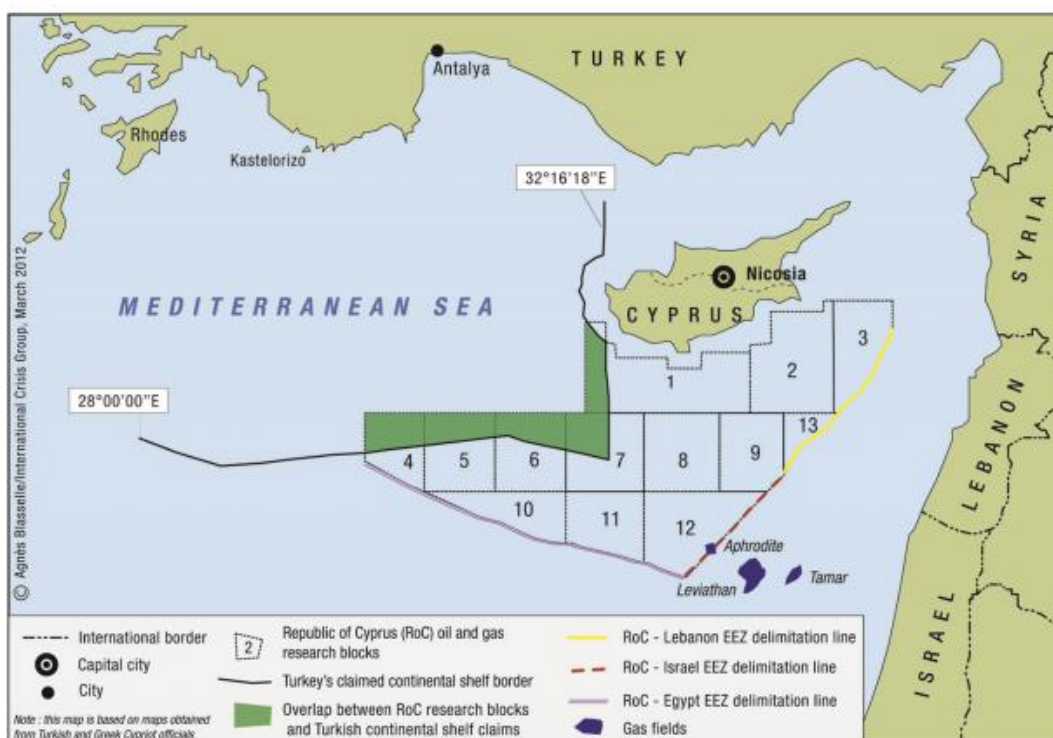 TURKEY
Antalya
Rhodes
Kastelorizo
32°16'18"E
SYRIA
Nicosia
MEDITERRANEAN SEA
CYPRUS
3
2
1
28°00'00"E
13
4
5
6
7
8
9
LEBANON
10
11
12
Aphrodite
Leviathan
Tamar
ISRAEL
© Agnès Blasselle/International Crisis Group, March 2012
International border
Capital city
City
Note : this map is based on maps obtained
from Turkish and Greek Cypriot officials
2
Republic of Cyprus (RoC) oil and gas
research blocks
Turkey's claimed continental shelf border
Overlap between RoC research blocks
and Turkish continental shelf claims
RoC - Lebanon EEZ delimitation line
RoC - Israel EEZ delimitation line
RoC - Egypt EEZ delimitation line
Gas fields